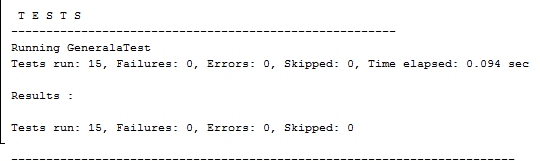 T E S T S
-------------------------------------------------------
Running GeneralaTest
Tests run: 15, Failures: 0, Errors: 0, Skipped: 0, Time elapsed: 0.094 sec
Results :
Tests run: 15, Failures: 0, Errors: 0, Skipped: 0
------------------------------------------------------------------------